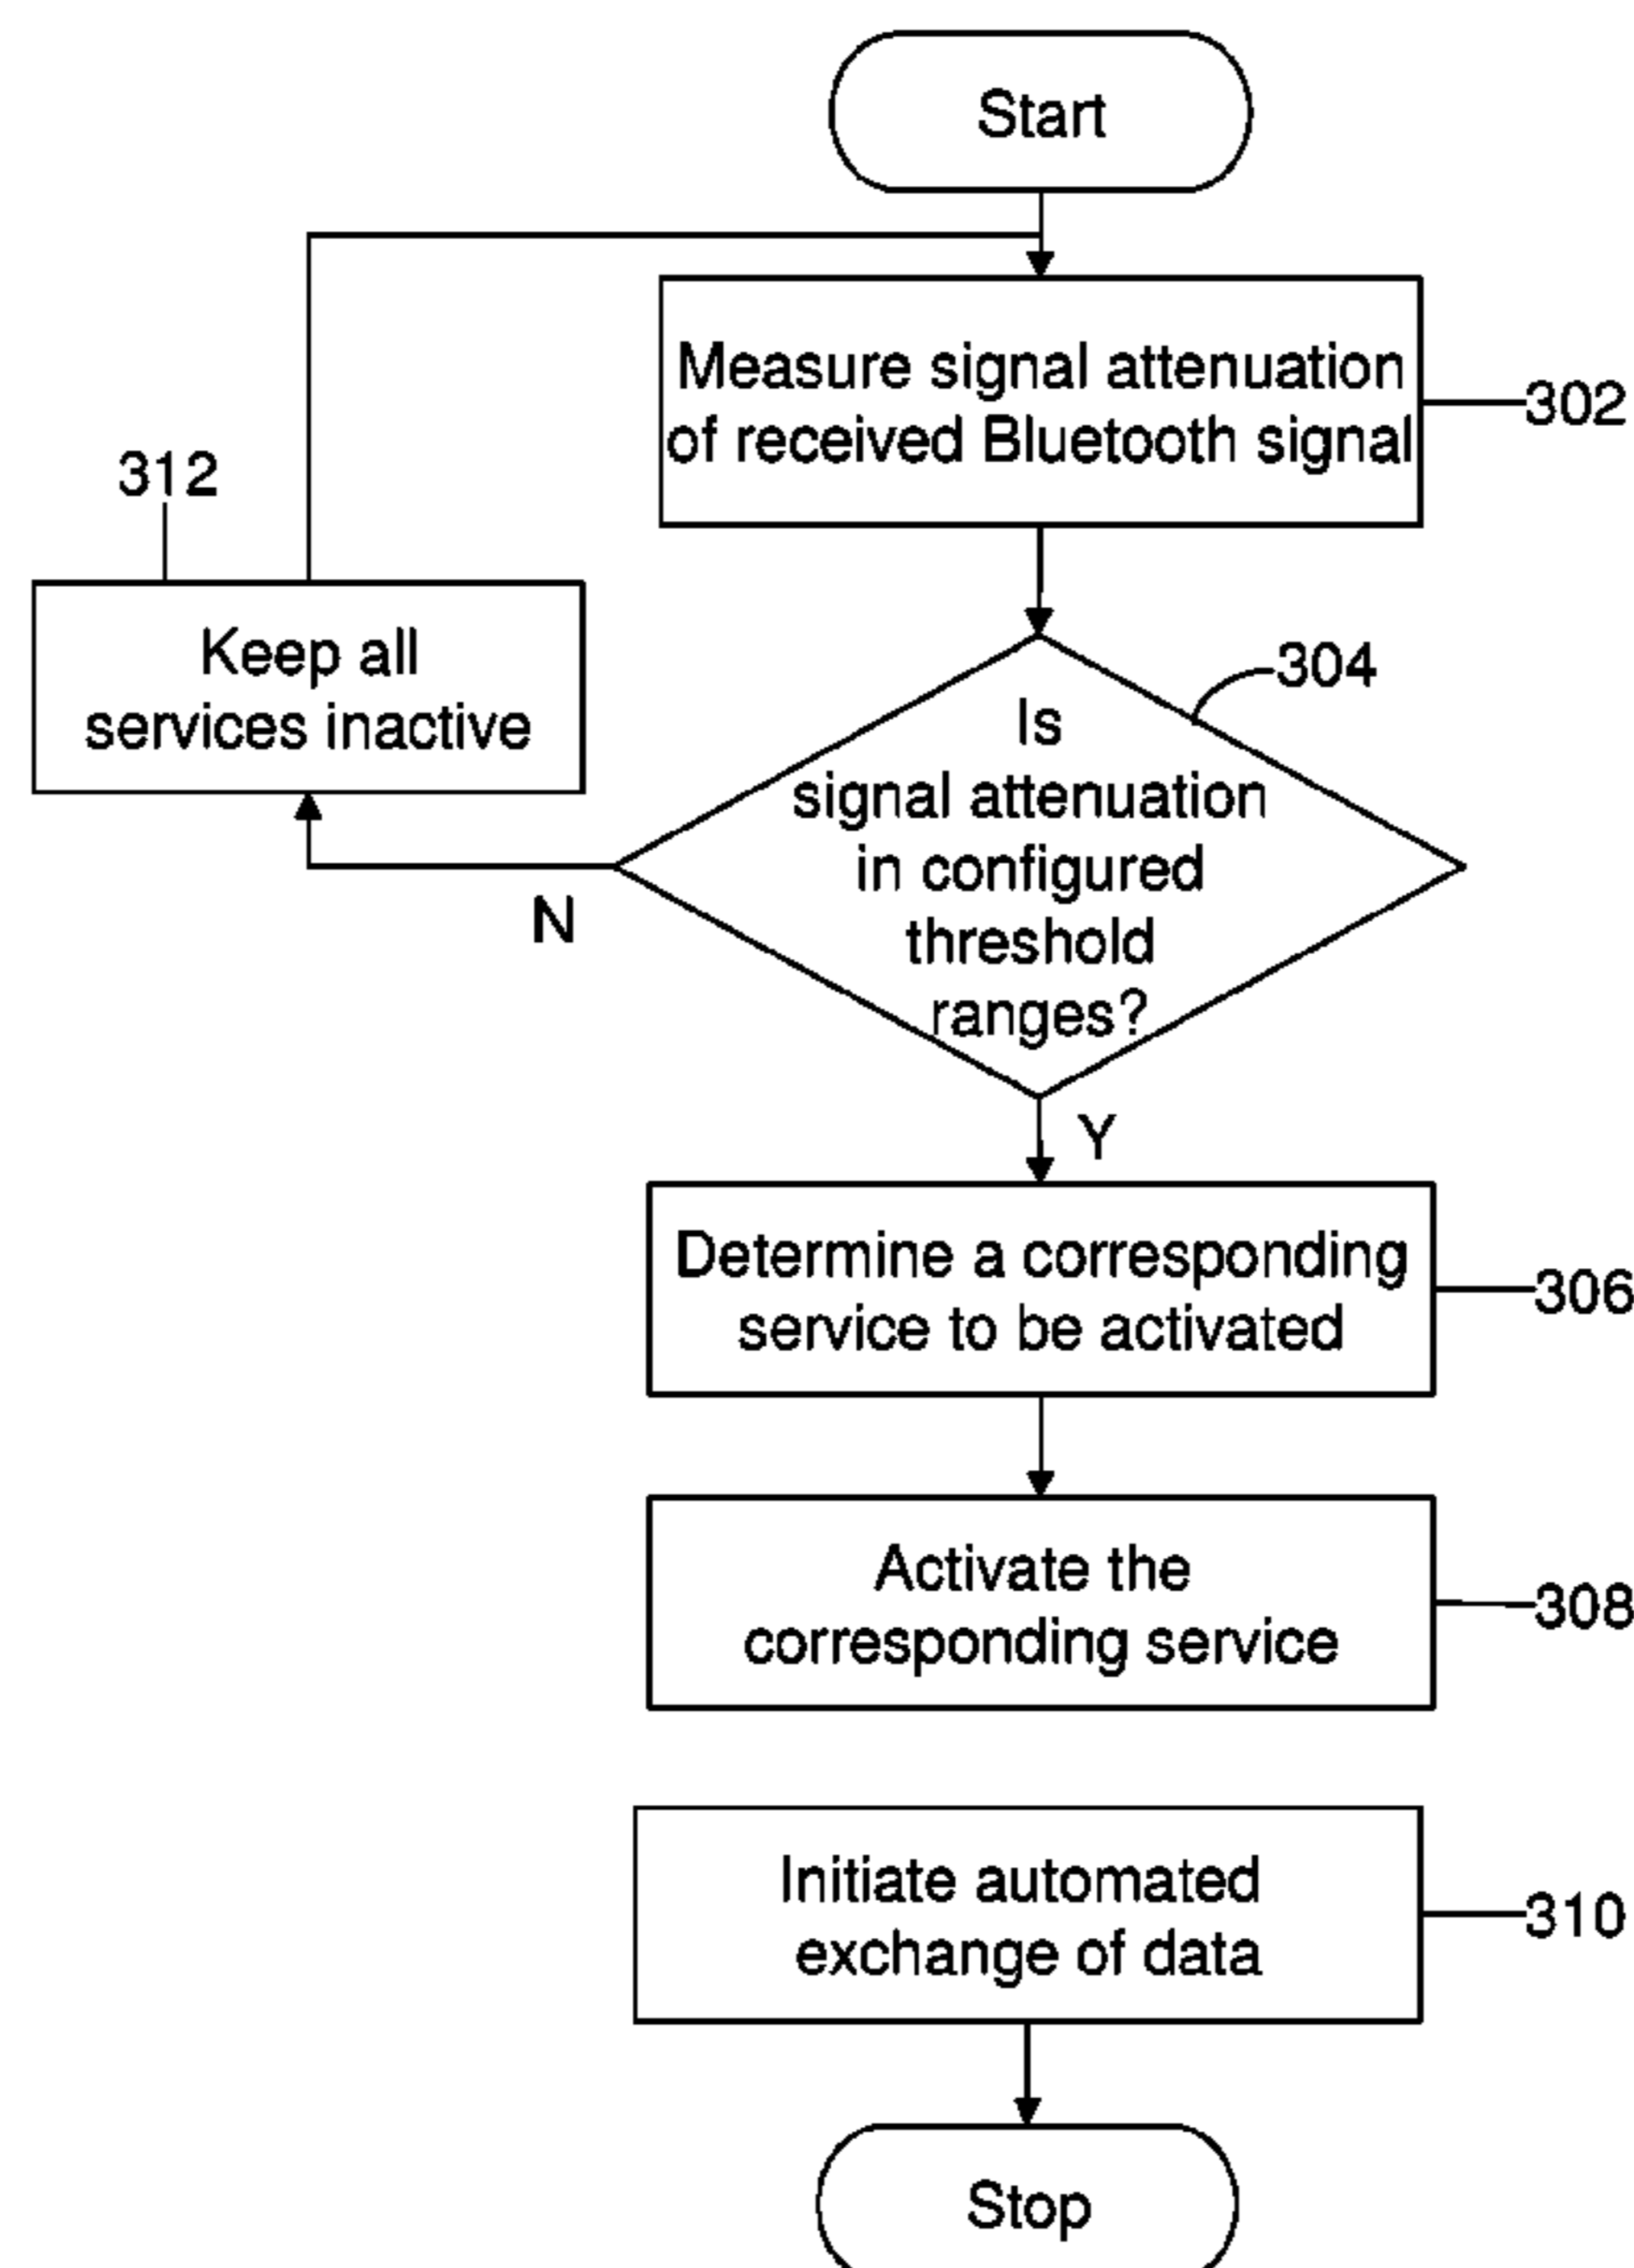 Start
Measure signal attenuation
of received Bluetooth signal
302
312
Keep all
services inactive
304
Is
signal attenuation
in configured
threshold
ranges?
N
Y
Determine a corresponding
service to be activated
306
Activate the
corresponding service
308
Initiate automated
exchange of data
310
Stop